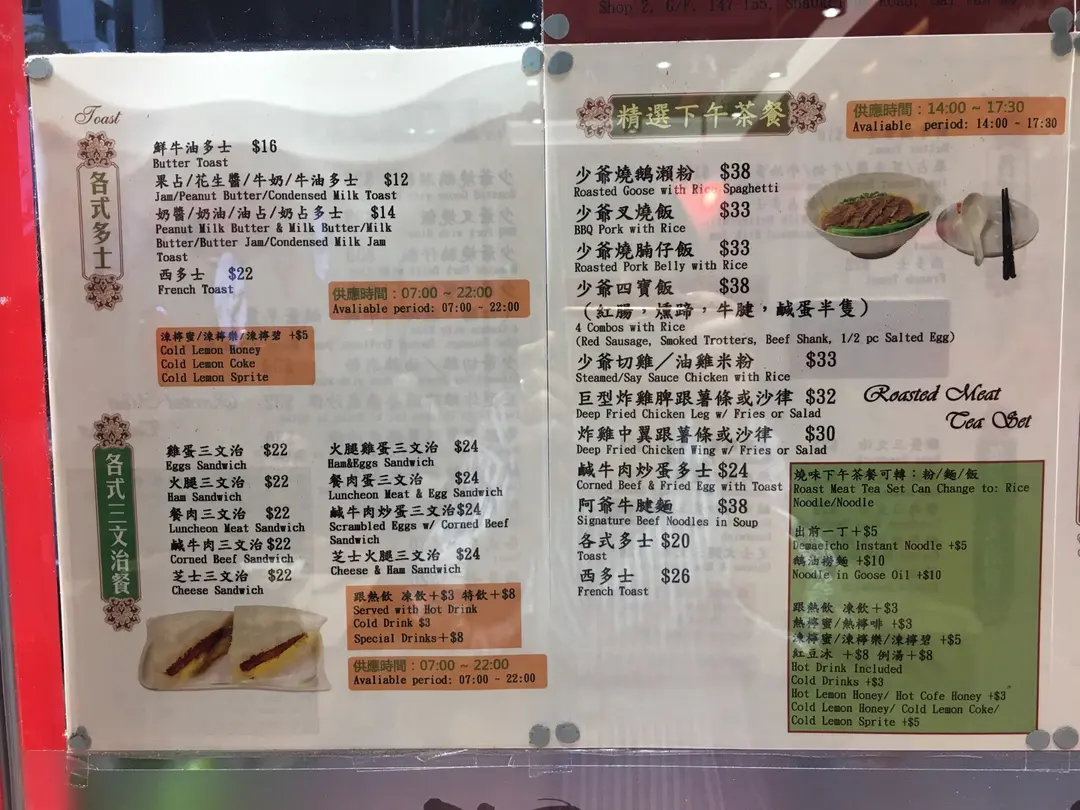 Shop 2, G/F, 147-155,
Toast
各式多士
鮮牛油多士 $16
Butter Toast
果占/花生醬/牛奶/牛油多士 $12
Jam/Peanut Butter/Condensed Milk Toast
奶醬/奶油/油占/奶占多士 $14
Peanut Milk Butter & Milk Butter/Milk
Butter/Butter Jam/Condensed Milk Jam
Toast
西多士 $22
French Toast
供應時間：07:00 ~ 22:00
Avaliable period: 07:00 - 22:00
涷檸蜜/涷檸樂/涷檸碧 +$5
Cold Lemon Honey
Cold Lemon Coke
Cold Lemon Sprite
各式三文治餐
雞蛋三文治 $22
Eggs Sandwich
火腿三文治 $22
Ham Sandwich
餐肉三文治 $22
Luncheon Meat Sandwich
鹹牛肉三文治 $22
Corned Beef Sandwich
芝士三文治 $22
Cheese Sandwich
火腿雞蛋三文治 $24
Ham&Eggs Sandwich
餐肉蛋三文治 $24
Luncheon Meat & Egg Sandwich
鹹牛肉炒蛋三文治$24
Scrambled Eggs w/ Corned Beef
Sandwich
芝士火腿三文治 $24
Cheese & Ham Sandwich
跟熱飲 凍飲+$3 特飲+$8
Served with Hot Drink
Cold Drink $3
Special Drinks+$8
供應時間：07:00 ~ 22:00
Avaliable period: 07:00 - 22:00
精選下午茶餐
供應時間：14:00 ~ 17:30
Avaliable period: 14:00 - 17:30
少爺燒鵝瀨粉 $38
Roasted Goose with Rice Spaghetti
少爺叉燒飯 $33
BBQ Pork with Rice
少爺燒腩仔飯 $33
Roasted Pork Belly with Rice
少爺四寶飯 $38
（紅腸，燻蹄，牛腱，鹹蛋半隻）
4 Combos with Rice
(Red Sausage, Smoked Trotters, Beef Shank, 1/2 pc Salted Egg)
少爺切雞／油雞米粉 $33
Steamed/Say Sauce Chicken with Rice
巨型炸雞脾跟薯條或沙律 $32
Deep Fried Chicken Leg w/ Fries or Salad
炸雞中翼跟薯條或沙律 $30
Deep Fried Chicken Wing w/ Fries or Salad
鹹牛肉炒蛋多士 $24
Corned Beef & Fried Egg with Toast
阿爺牛腱麵 $38
Signature Beef Noodles in Soup
各式多士 $20
Toast
西多士 $26
French Toast
Roasted Meat
Tea Set
燒味下午茶餐可轉：粉/麵/飯
Roast Meat Tea Set Can Change to: Rice
Noodle/Noodle
出前一丁+$5
Demaeicho Instant Noodle +$5
鵝油撈麵 +$10
Noodle in Goose Oil +$10
跟熱飲 凍飲+$3
熱檸蜜/熱檸啡 +$3
涷檸蜜/涷檸樂/涷檸碧 +$5
紅豆冰 +$8 例湯+$8
Hot Drink Included
Cold Drinks +$3
Hot Lemon Honey/ Hot Cofe Honey +$3
Cold Lemon Honey/ Cold Lemon Coke/
Cold Lemon Sprite +$5